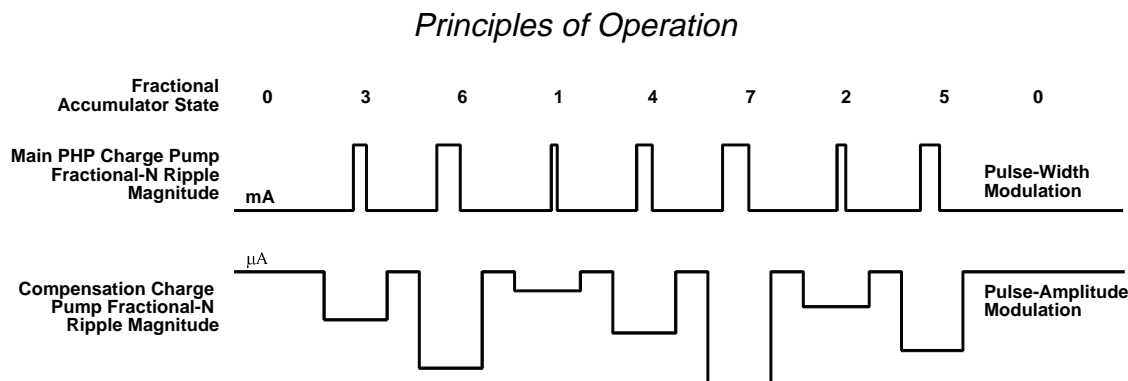 Principles of Operation
Fractional
Accumulator State
0 3 6 1 4 7 2 5 0
Main PHP Charge Pump
Fractional-N Ripple
Magnitude
mA
Pulse-Width
Modulation
μA
Compensation Charge
Pump Fractional-N
Ripple Magnitude
Pulse-Amplitude
Modulation